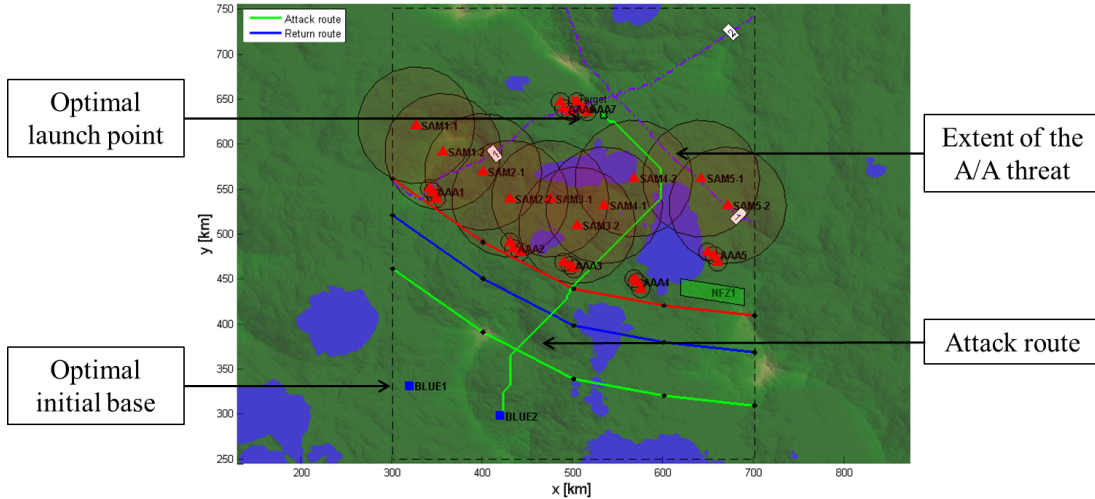 750
Attack route
Return route
700
2
650
Target
AAA7
SAM1-1
600
SAM1-2
SAM2-1
SAM4-2
SAM5-1
550
AAA1
SAM2-2
SAM3-1
SAM4-1
SAM5-2
1
SAM3-2
500
AAA2
AAA3
AAA5
450
AAA4
NFZ1
400
350
BLUE1
300
BLUE2
250
200
300
400
500
600
700
800
x [km]
y [km]
Optimal
launch point
Extent of the
A/A threat
Attack route
Optimal
initial base